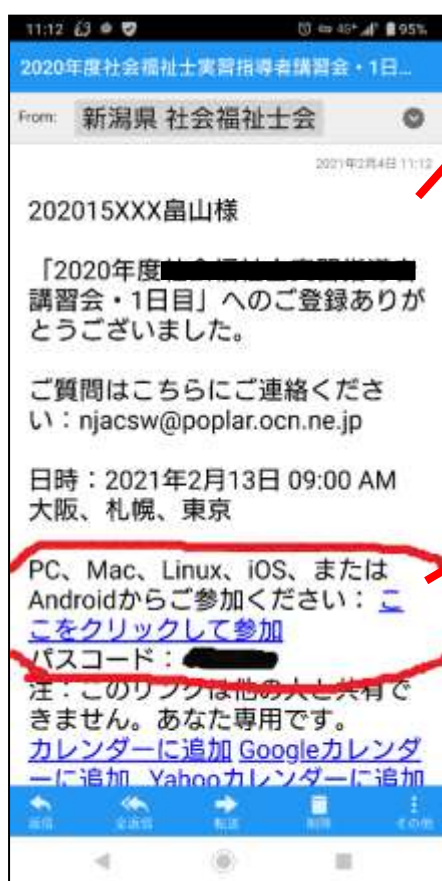 11:12 4G+ 95%
2020年度社会福祉士実習指導者講習会・1日...
From: 新潟県 社会福祉士会
2021年2月4日 11:12
202015XXX畠山様
「2020年度
講習会・1日目」へのご登録ありが
とうございました。
ご質問はこちらにご連絡くださ
い：njacsw@poplar.ocn.ne.jp
日時：2021年2月13日 09:00 AM
大阪、札幌、東京
PC、Mac、Linux、iOS、または
Androidからご参加ください： こ
こをクリックして参加
パスコード：
注：このリンクは他の人と共有で
きません。あなた専用です。
カレンダーに追加 Googleカレンダ
ーに追加 Yahooカレンダーに追加
返信 全返信 転送 削除 その他